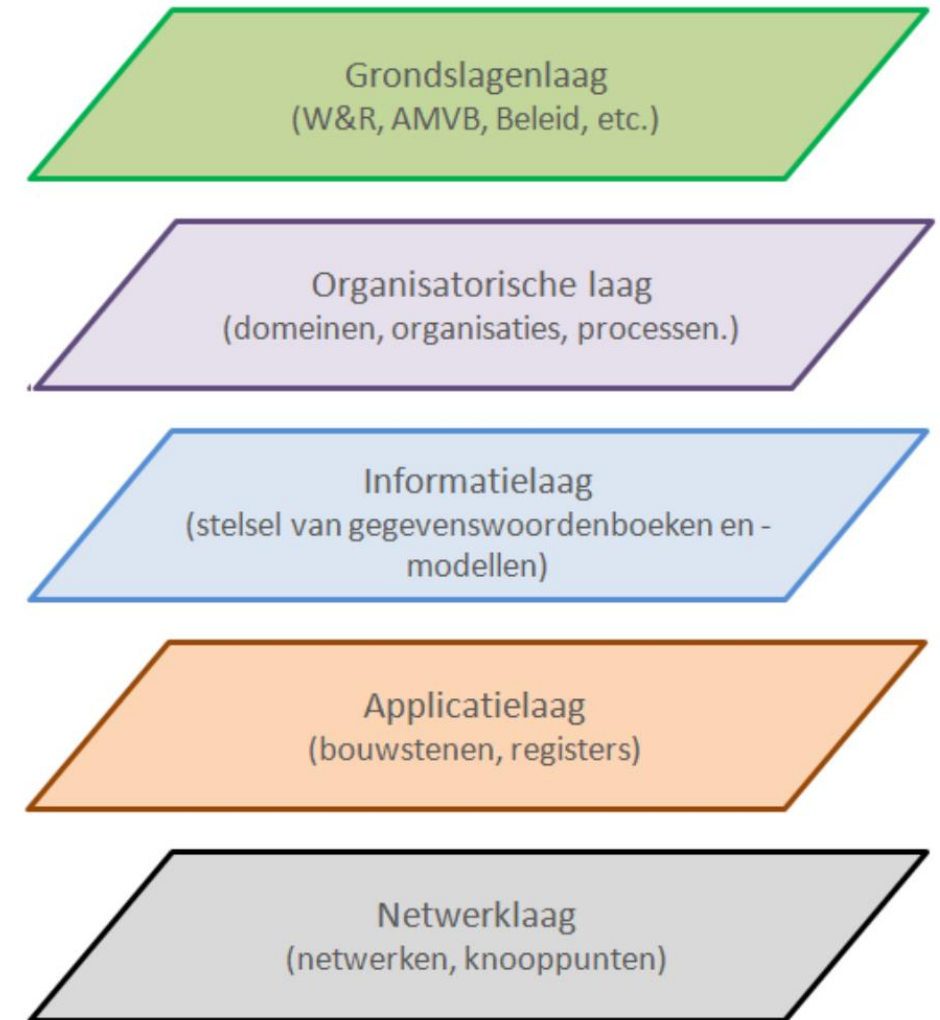 Grondslagenlaag
(W&R, AMVB, Beleid, etc.)
Organisatorische laag
(domeinen, organisaties, processen.)
Informatielaag
(stelsel van gegevenswoordenboeken en -
modellen)
Applicatielaag
(bouwstenen, registers)
Netwerklaag
(netwerken, knooppunten)